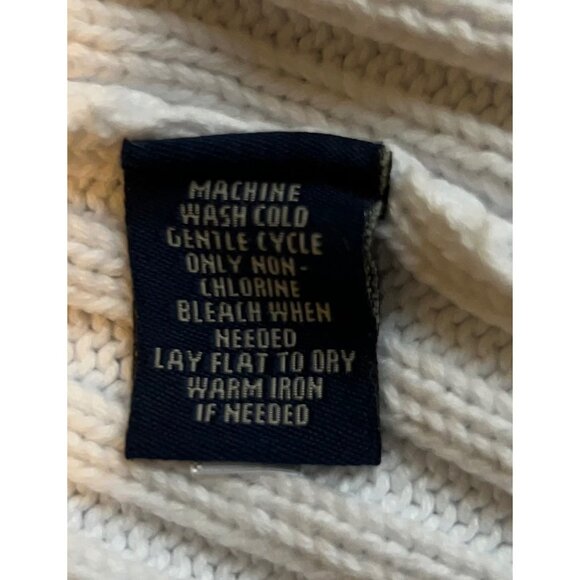 MACHINE
WASH COLD
GENTLE CYCLE
ONLY NON-
CHLORINE
BLEACH WHEN
NEEDED
LAY FLAT TO DRY
WARM IRON
IF NEEDED